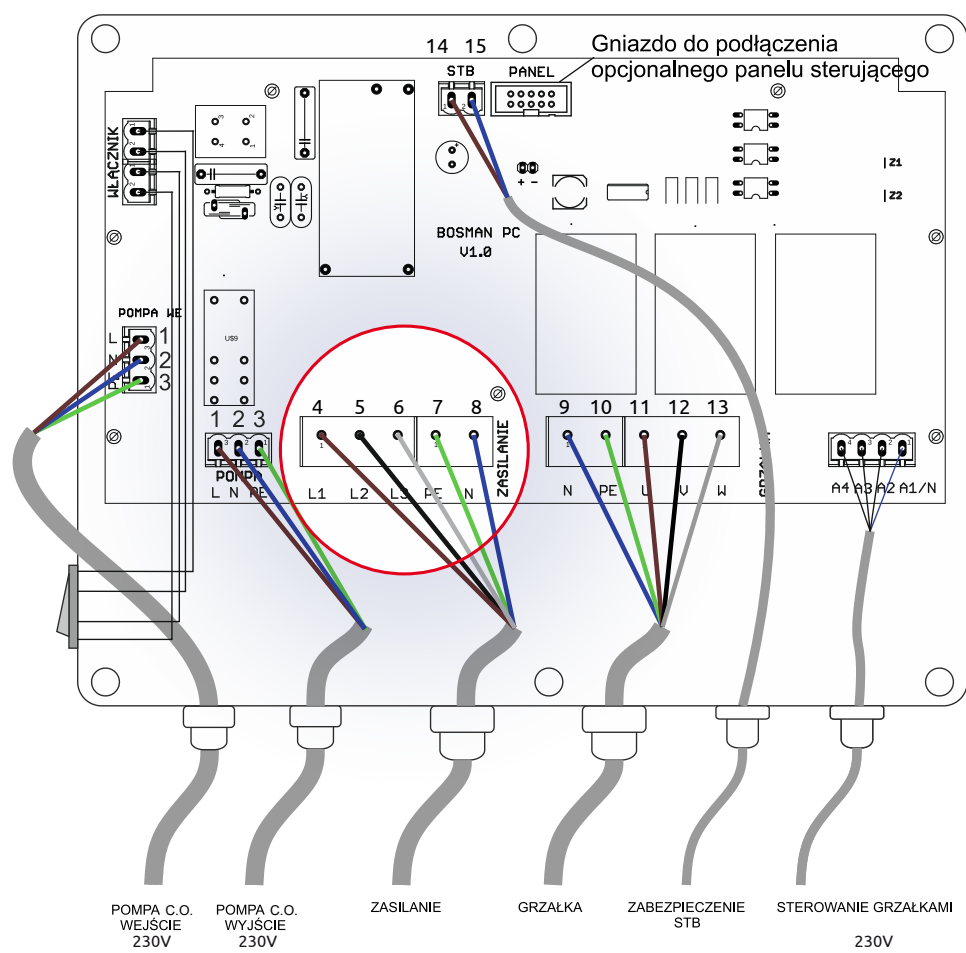 14 15
Gniazdo do podłączenia
opcjonalnego panelu sterującego
STB
PANEL
WŁACZNIK
Z1
Z2
+ -
BOSMAN PC
V1.0
POMPA WE
L 1
N 2
3
US9
1 2 3
4 5 6 7 8
9 10 11 12 13
POMPA
L N PE
L1 L2 L3 PE N
ZASILANIE
N PE U V W
A4 A3 A2 A1/N
POMPA C.O.
WEJŚCIE
230V
POMPA C.O.
WYJŚCIE
230V
ZASILANIE
GRZAŁKA
ZABEZPIECZENIE
STB
STEROWANIE GRZAŁKAMI
230V